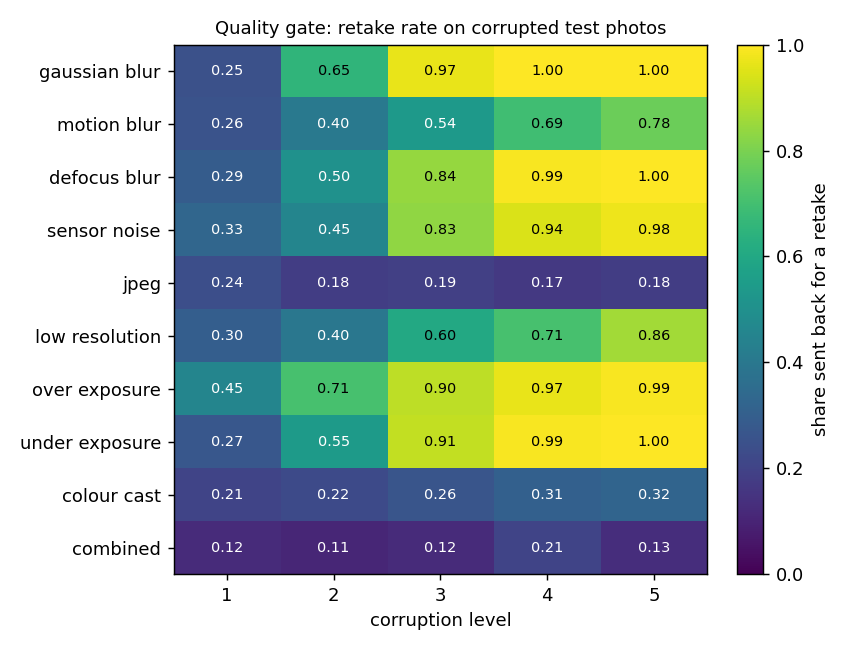 Quality gate: retake rate on corrupted test photos
gaussian blur 0.25 0.65 0.97 1.00 1.00
motion blur 0.26 0.40 0.54 0.69 0.78
defocus blur 0.29 0.50 0.84 0.99 1.00
sensor noise 0.33 0.45 0.83 0.94 0.98
jpeg 0.24 0.18 0.19 0.17 0.18
low resolution 0.30 0.40 0.60 0.71 0.86
over exposure 0.45 0.71 0.90 0.97 0.99
under exposure 0.27 0.55 0.91 0.99 1.00
colour cast 0.21 0.22 0.26 0.31 0.32
combined 0.12 0.11 0.12 0.21 0.13
1 2 3 4 5
corruption level
1.0
0.8
0.6
0.4
0.2
0.0
share sent back for a retake